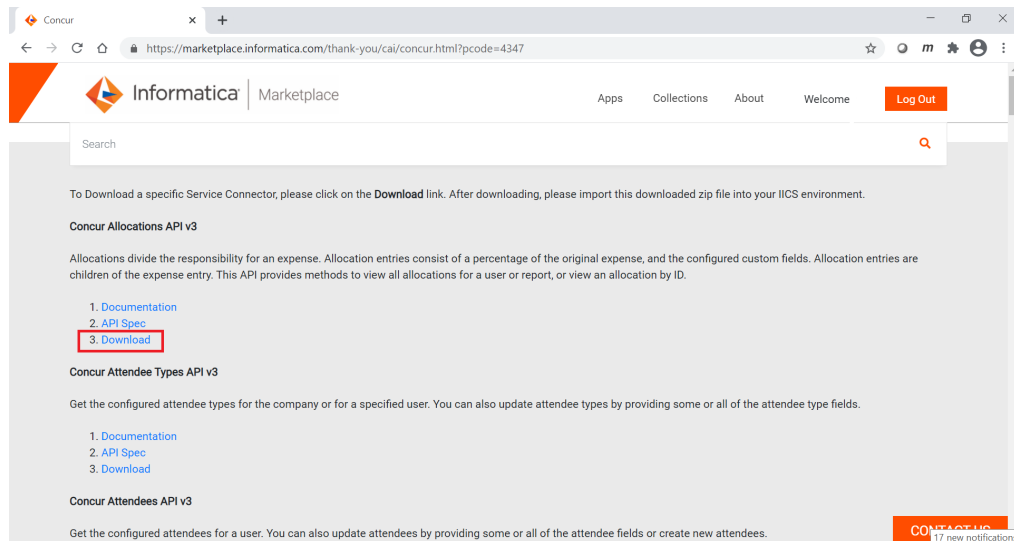 Concur
https://marketplace.informatica.com/thank-you/cai/concur.html?pcode=4347
m
Informatica Marketplace
Apps Collections About Welcome Log Out
Search
To Download a specific Service Connector, please click on the Download link. After downloading, please import this downloaded zip file into your IICS environment.
Concur Allocations API v3
Allocations divide the responsibility for an expense. Allocation entries consist of a percentage of the original expense, and the configured custom fields. Allocation entries are
children of the expense entry. This API provides methods to view all allocations for a user or report, or view an allocation by ID.
1. Documentation
2. API Spec
3. Download
Concur Attendee Types API v3
Get the configured attendee types for the company or for a specified user. You can also update attendee types by providing some or all of the attendee type fields.
1. Documentation
2. API Spec
3. Download
Concur Attendees API v3
Get the configured attendees for a user. You can also update attendees by providing some or all of the attendee fields or create new attendees.
CONTACT US
17 new notification